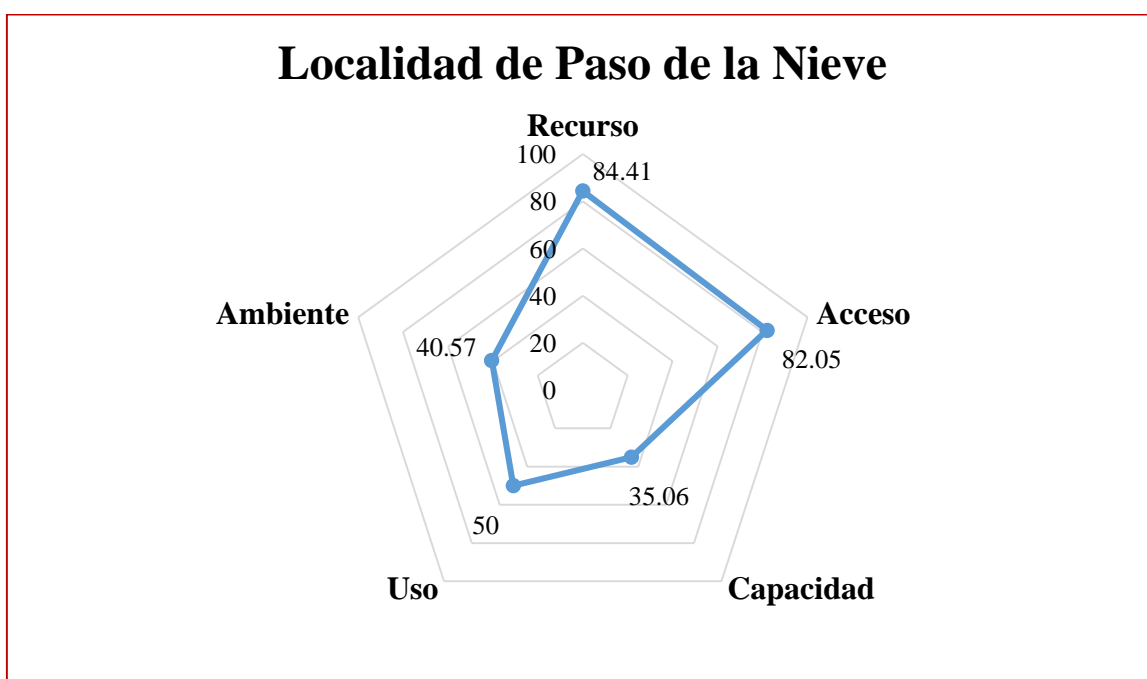 Localidad de Paso de la Nieve
Recurso
100
84.41
80
60
40
20
0
Ambiente
Acceso
40.57
82.05
35.06
50
Uso
Capacidad